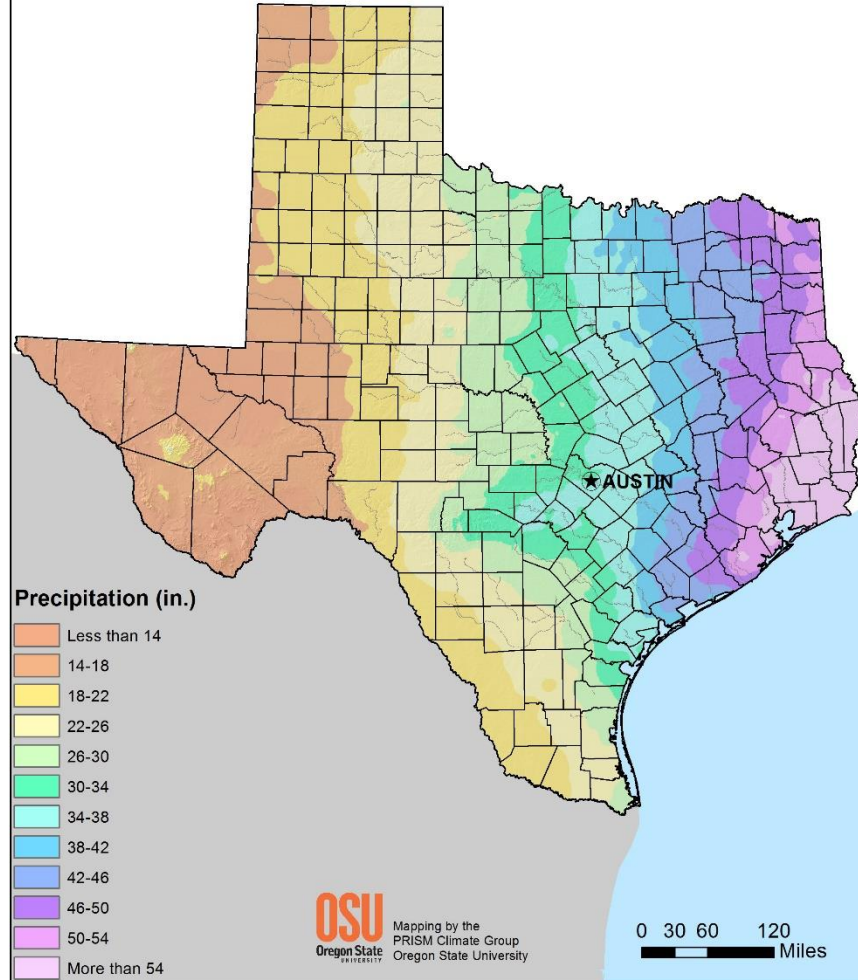 AUSTIN
Precipitation (in.)
Less than 14
14-18
18-22
22-26
26-30
30-34
34-38
38-42
42-46
46-50
50-54
More than 54
OSU
Oregon State
UNIVERSITY
Mapping by the
PRISM Climate Group
Oregon State University
0 30 60 120
Miles